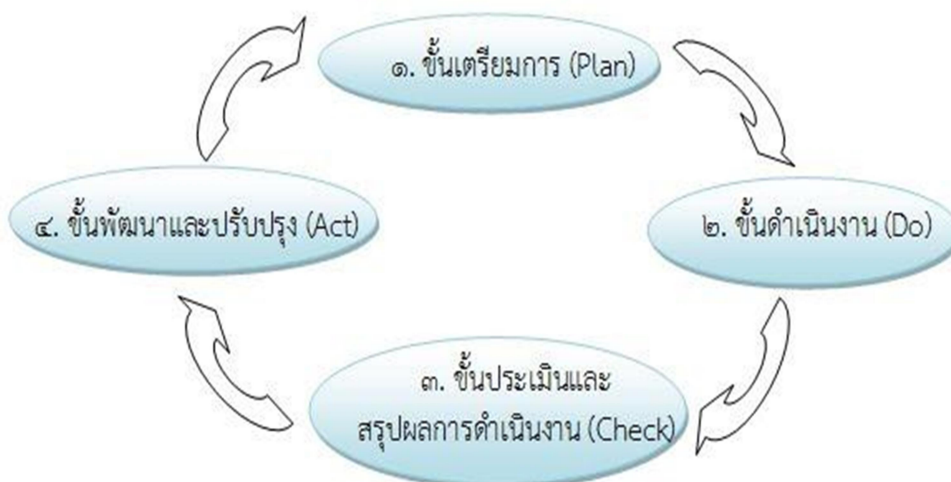 ๑. ขั้นเตรียมการ (Plan)
๒. ขั้นดำเนินงาน (Do)
๓. ขั้นประเมินและ
สรุปผลการดำเนินงาน (Check)
๔. ขั้นพัฒนาและปรับปรุง (Act)